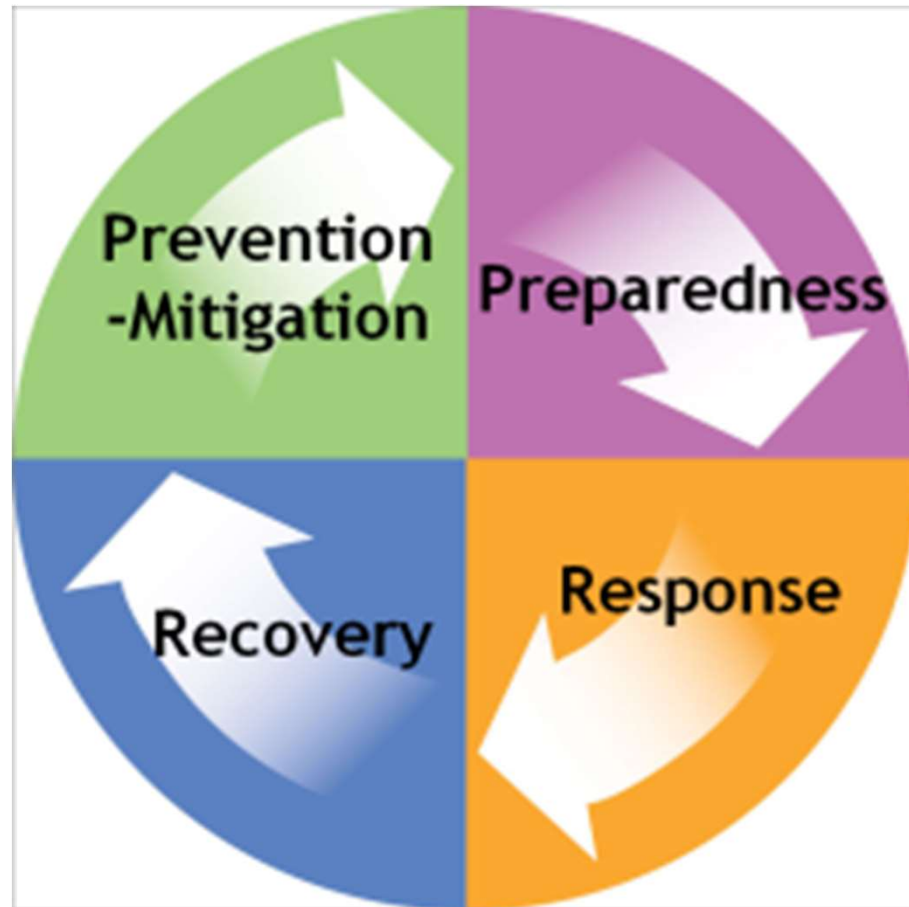 Prevention
-Mitigation
Preparedness
Response
Recovery